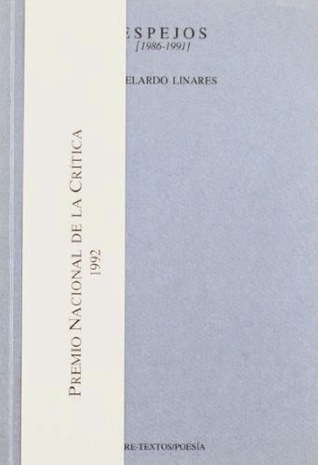 ESPEJOS
[1986-1991]
ELARDO LINARES
PREMIO NACIONAL DE LA CRÍTICA
1992
RE-TEXTOS/POESÍA